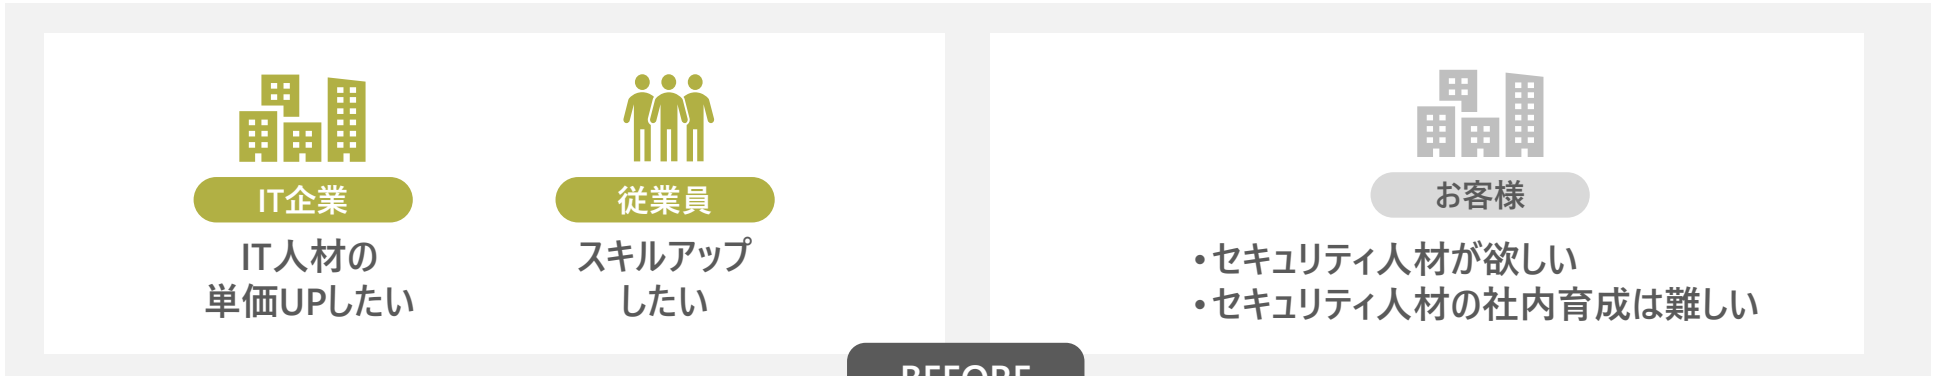 IT企業
IT人材の
単価UPしたい
従業員
スキルアップ
したい
お客様
・セキュリティ人材が欲しい
・セキュリティ人材の社内育成は難しい
BEFORE